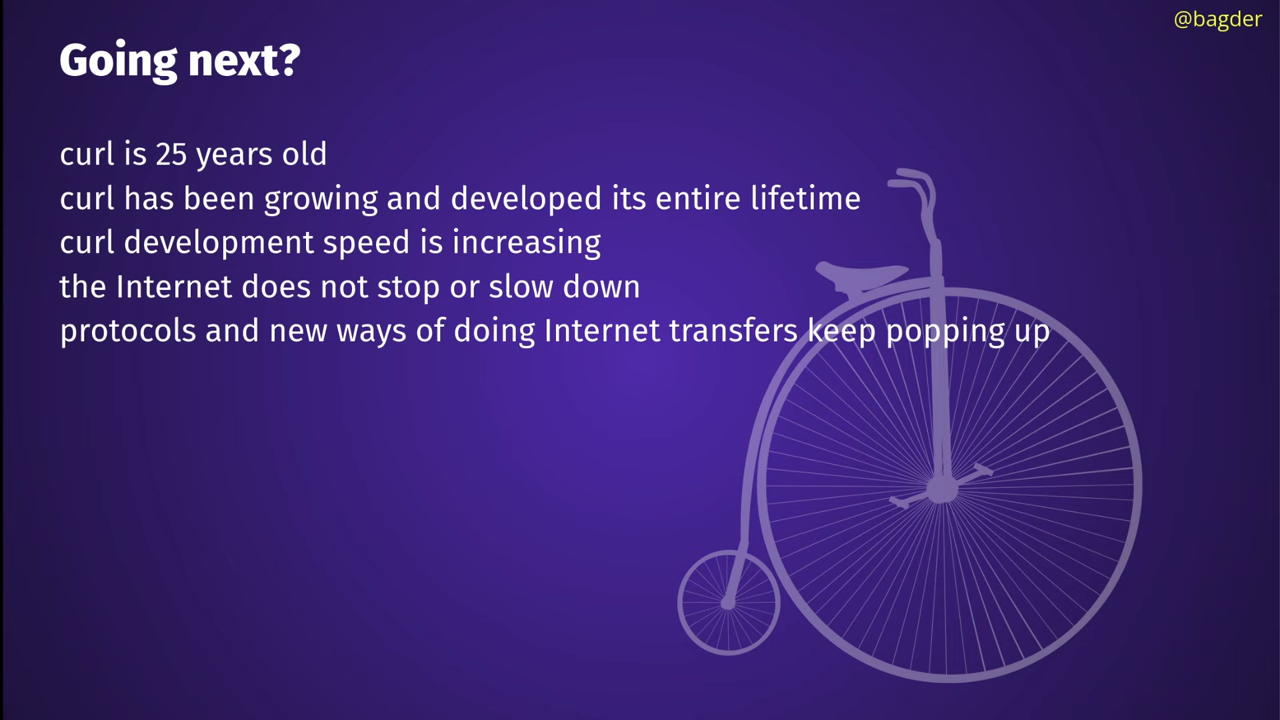 @bagder
Going next?
curl is 25 years old
curl has been growing and developed its entire lifetime
curl development speed is increasing
the Internet does not stop or slow down
protocols and new ways of doing Internet transfers keep popping up